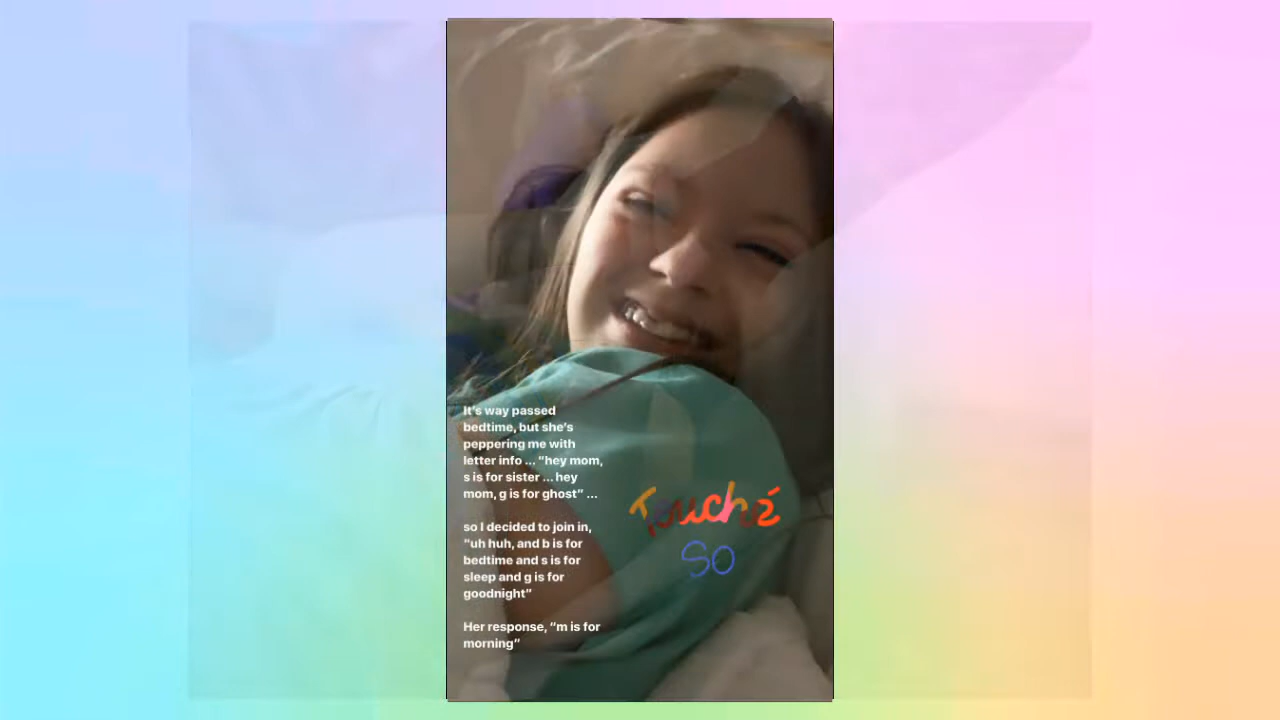 It's way passed
bedtime, but she's
peppering me with
letter info ... "hey mom,
s is for sister ... hey
mom, g is for ghost" ...
so I decided to join in,
"uh huh, and b is for
bedtime and s is for
sleep and g is for
goodnight"
Her response, "m is for
morning"
Touché
SO